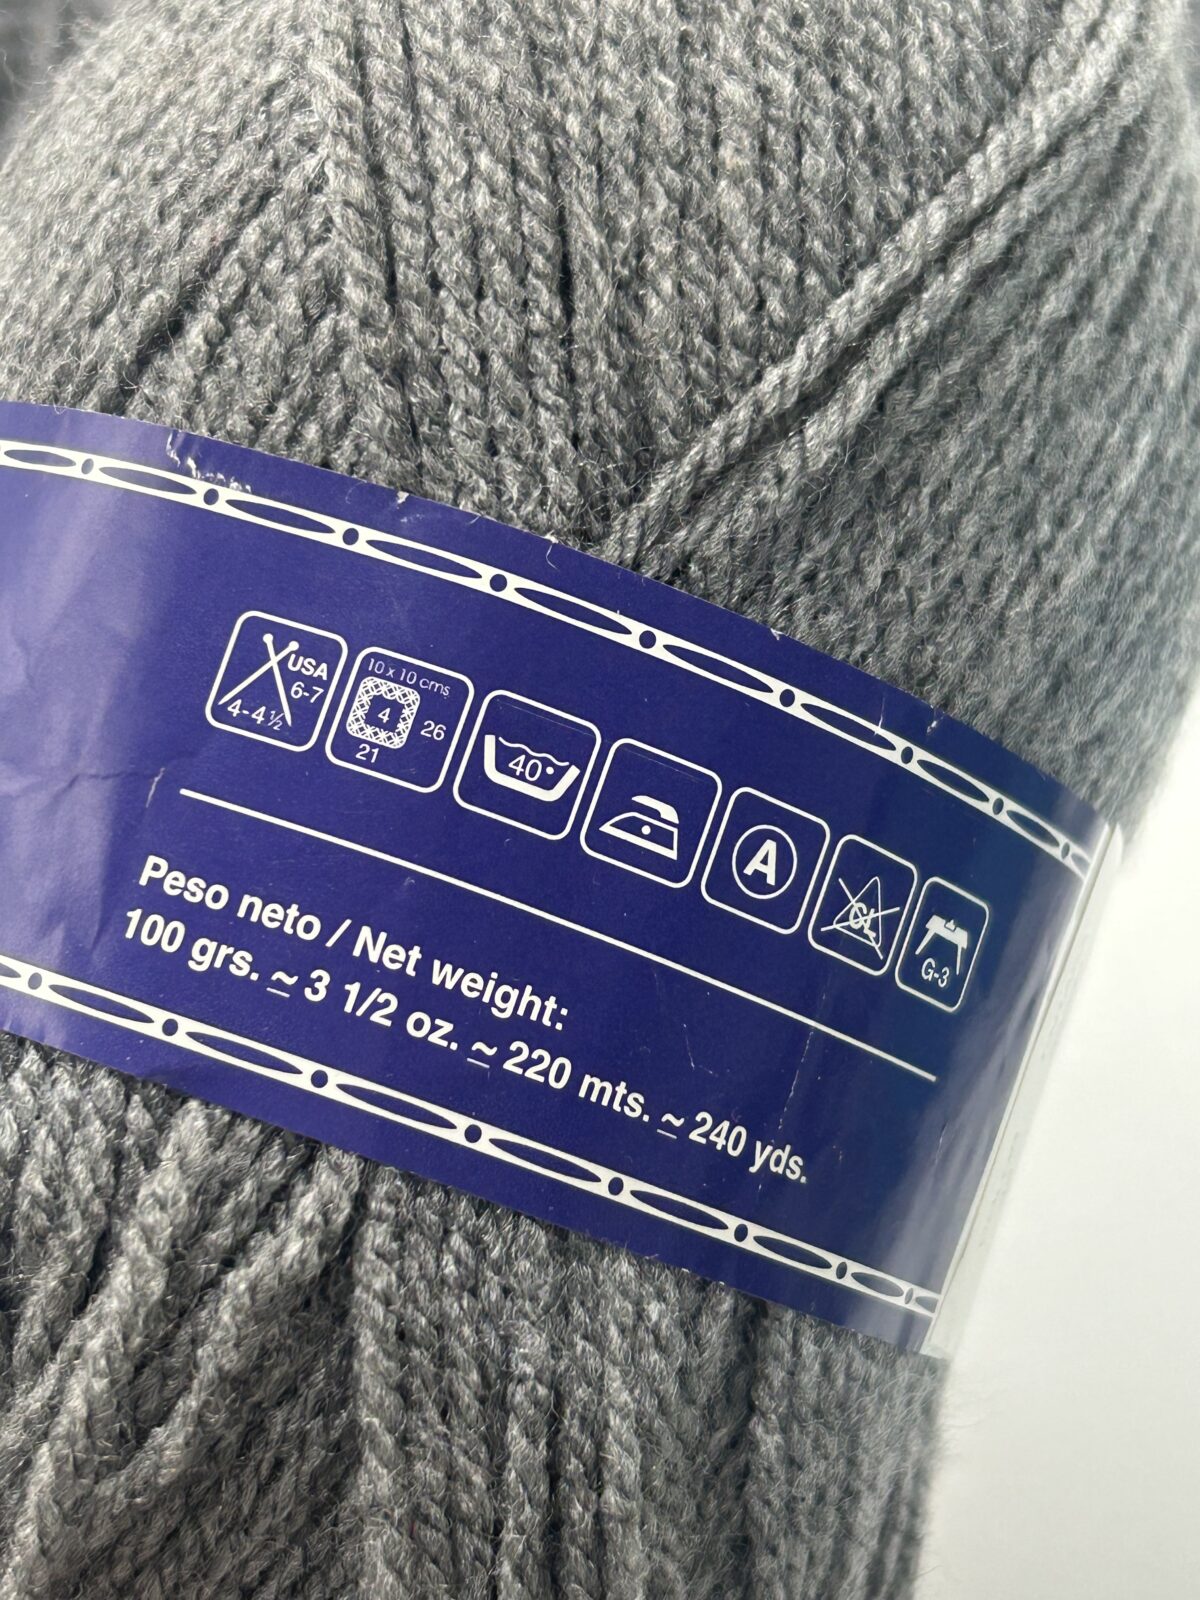 USA
6-7
4-4½
10 x 10 cms
4
26
21
40°
A
CL
G-3
Peso neto / Net weight:
100 grs. ≃ 3 1/2 oz. ≃ 220 mts. ≃ 240 yds.